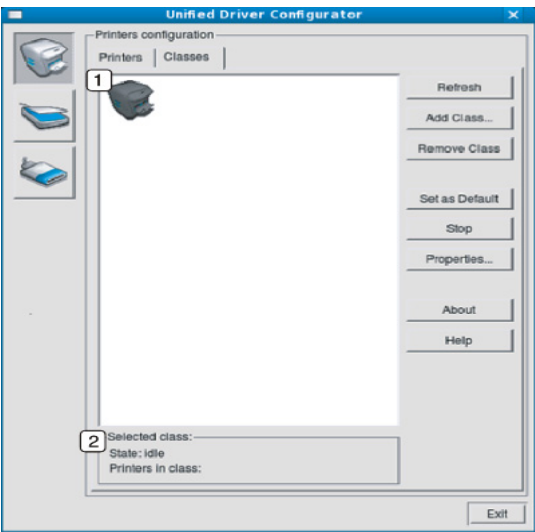 Unified Driver Configurator
Printers configuration
Printers
Classes
1
Refresh
Add Class...
Remove Class
Set as Default
Stop
Properties...
About
Help
2
Selected class:
State: idle
Printers in class:
Exit